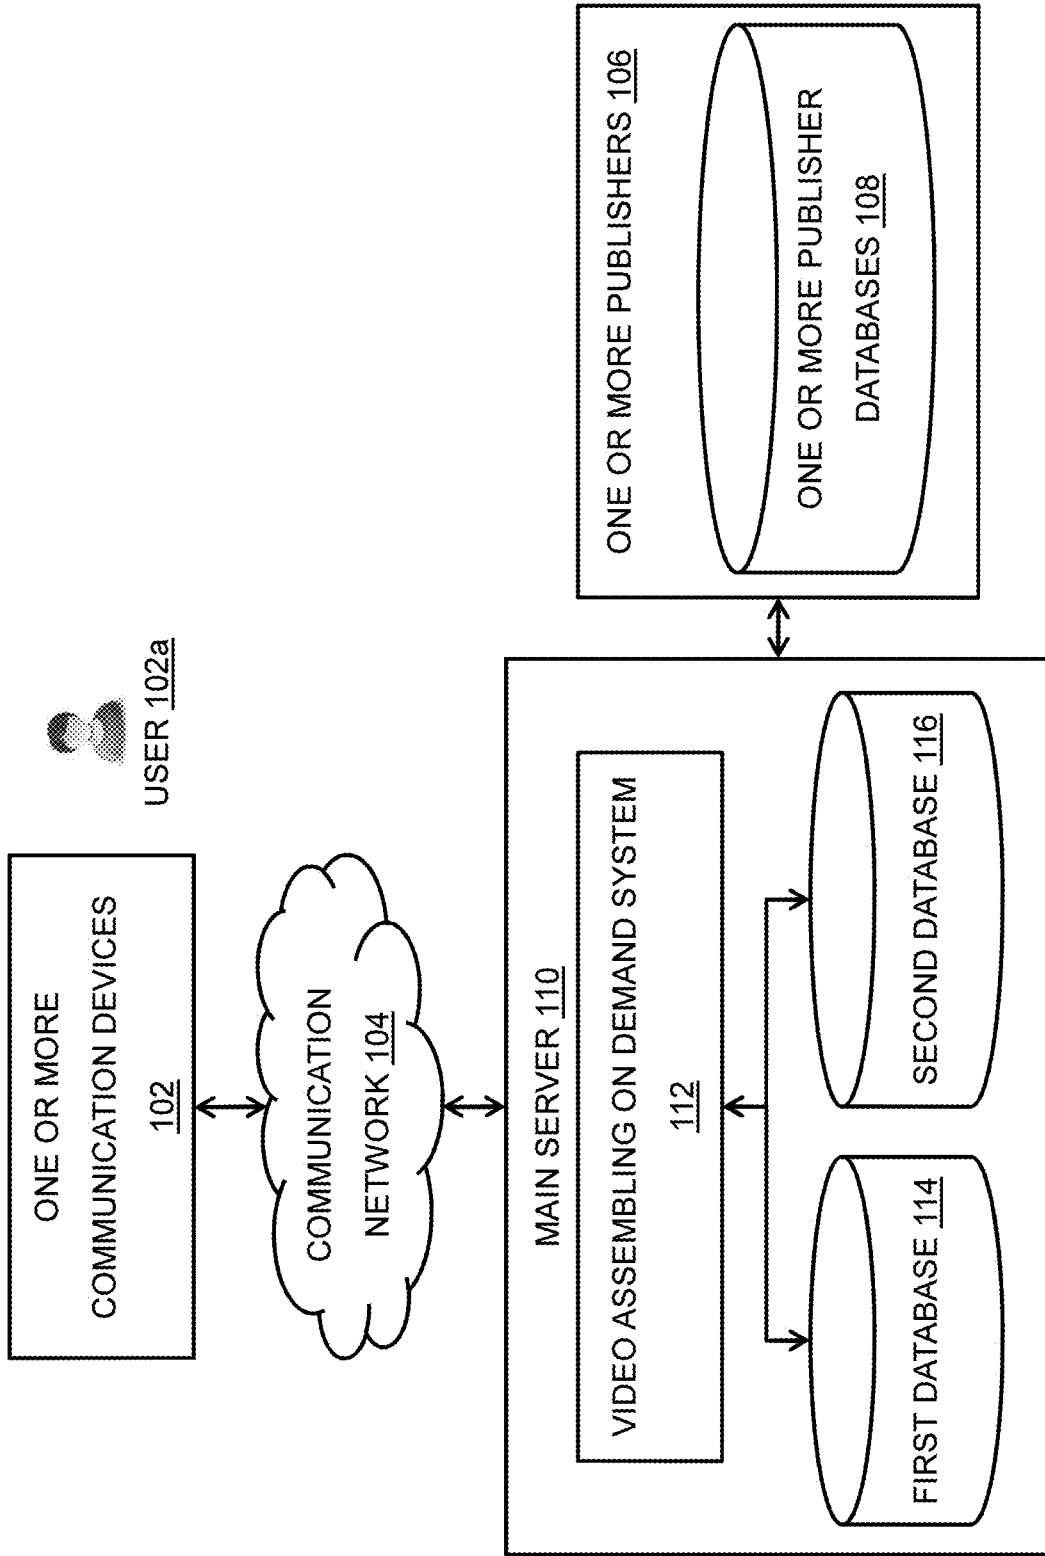 ONE OR MORE
COMMUNICATION DEVICES
102
USER 102a
COMMUNICATION
NETWORK 104
MAIN SERVER 110
VIDEO ASSEMBLING ON DEMAND SYSTEM
112
FIRST DATABASE 114
SECOND DATABASE 116
ONE OR MORE PUBLISHERS 106
ONE OR MORE PUBLISHER
DATABASES 108